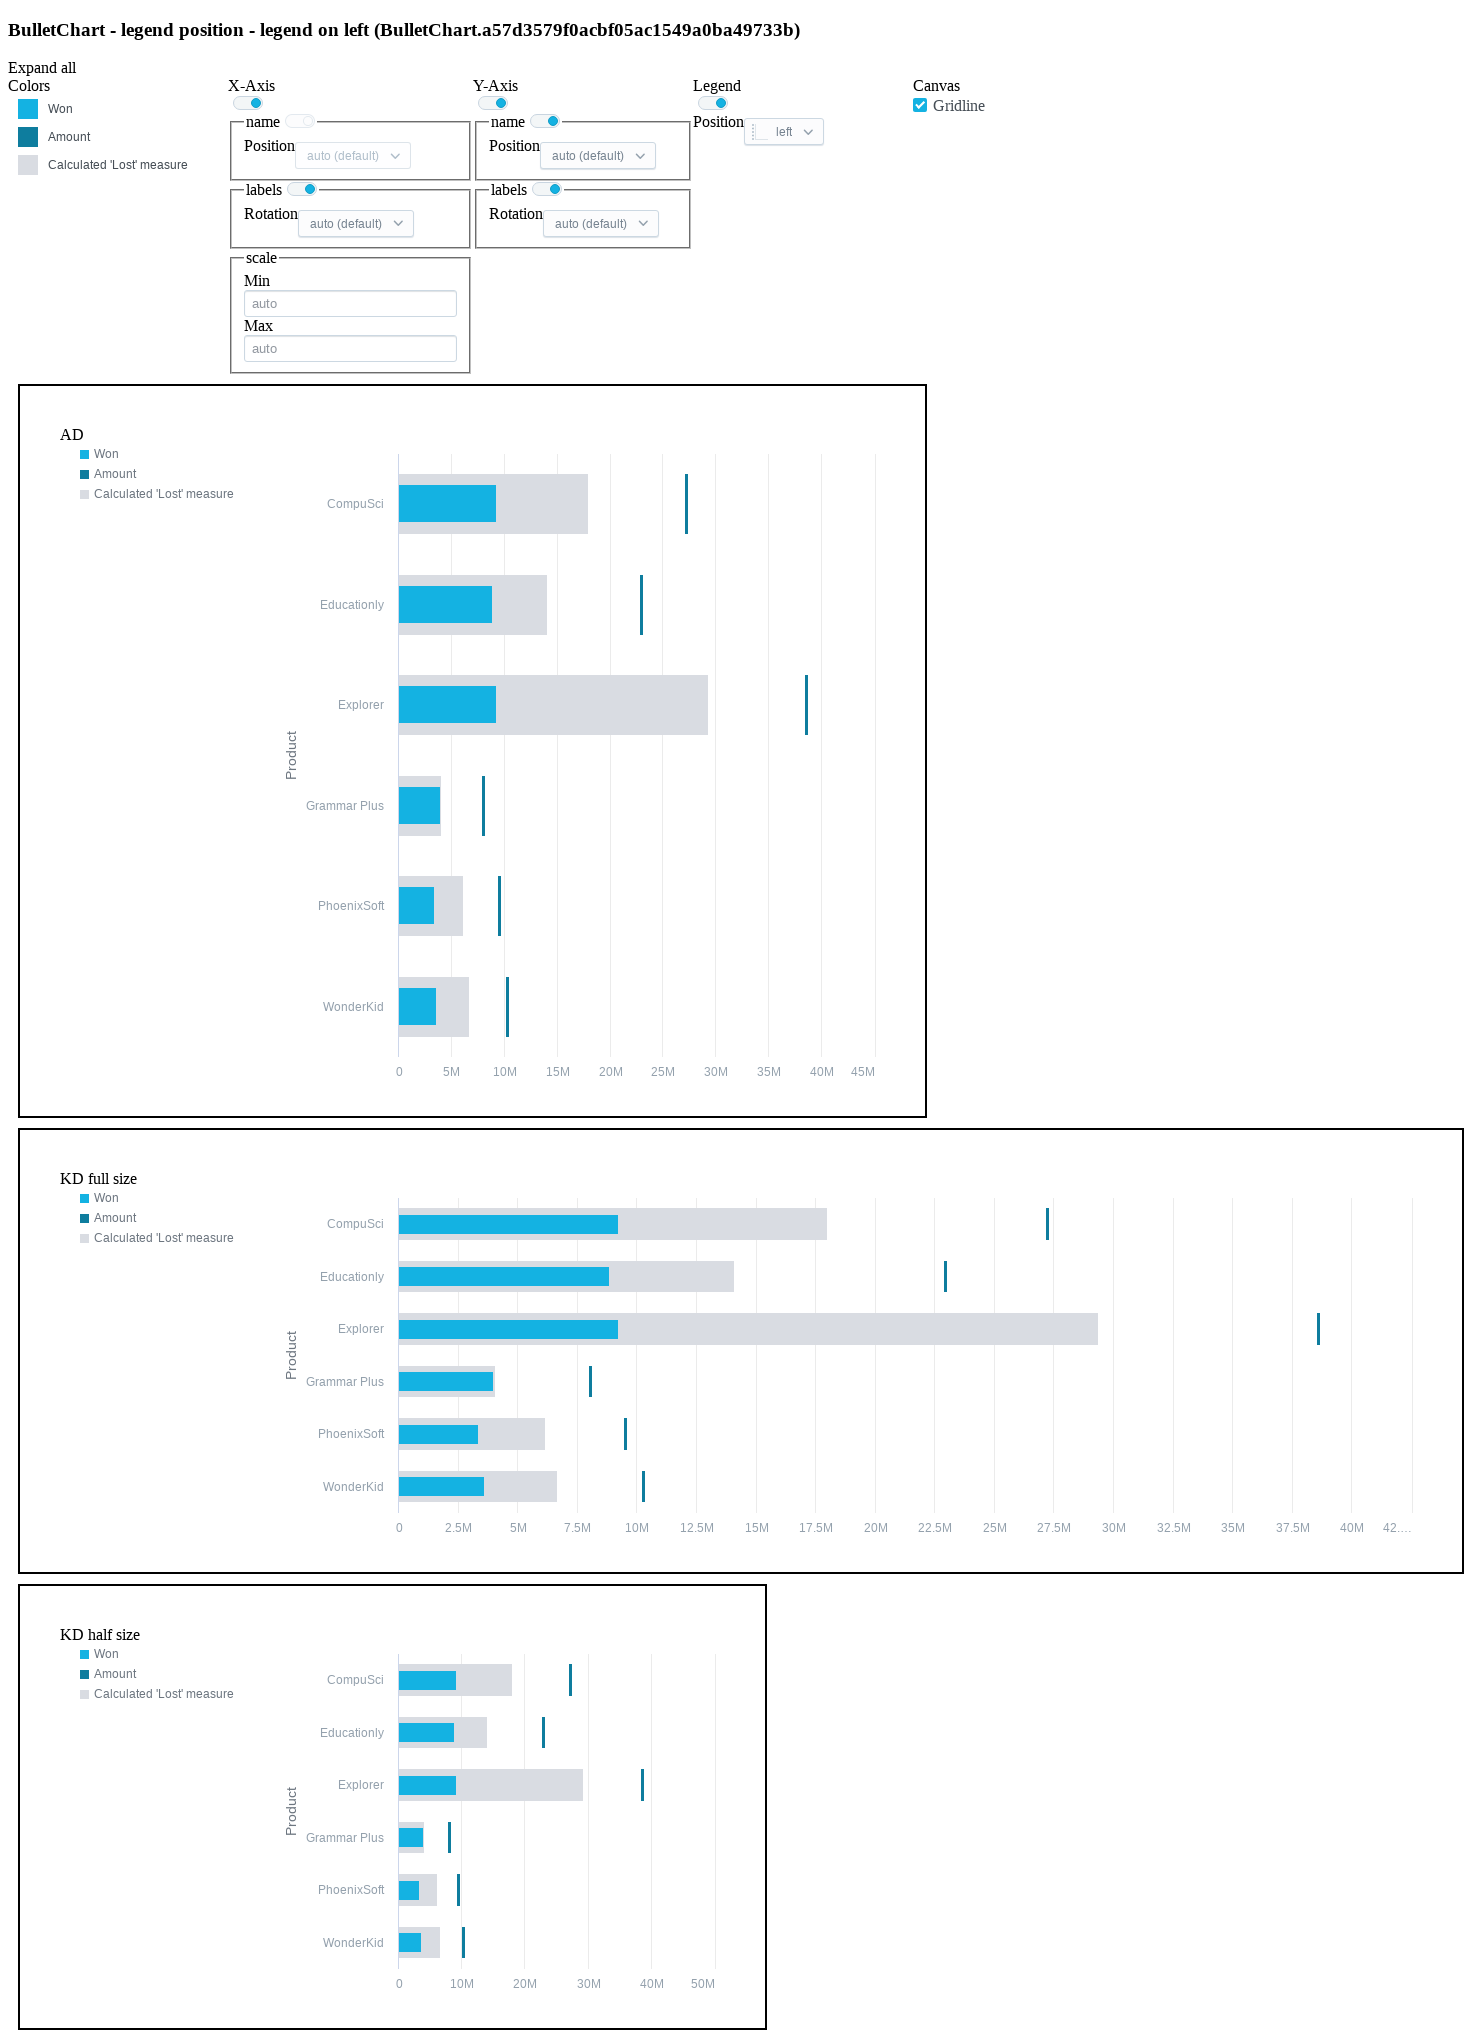 BulletChart - legend position - legend on left (BulletChart.a57d3579f0acbf05ac1549a0ba49733b)
Expand all
Colors
Won
Amount
Calculated 'Lost' measure
X-Axis
name
Position auto (default)
labels
Rotation auto (default)
scale
Min
auto
Max
auto
Y-Axis
name
Position auto (default)
labels
Rotation auto (default)
Legend
Position left
Canvas
Gridline
AD
Won
Amount
Calculated 'Lost' measure
Product
CompuSci
Educationly
Explorer
Grammar Plus
PhoenixSoft
WonderKid
0 5M 10M 15M 20M 25M 30M 35M 40M 45M
KD full size
Won
Amount
Calculated 'Lost' measure
Product
CompuSci
Educationly
Explorer
Grammar Plus
PhoenixSoft
WonderKid
0 2.5M 5M 7.5M 10M 12.5M 15M 17.5M 20M 22.5M 25M 27.5M 30M 32.5M 35M 37.5M 40M 42.…
KD half size
Won
Amount
Calculated 'Lost' measure
Product
CompuSci
Educationly
Explorer
Grammar Plus
PhoenixSoft
WonderKid
0 10M 20M 30M 40M 50M